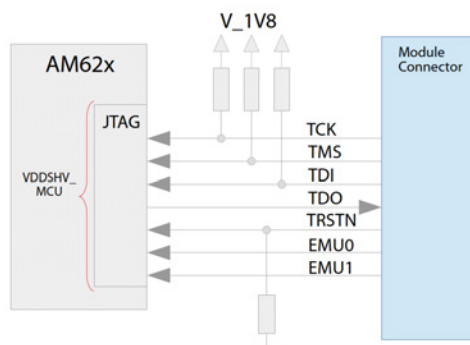 V_1V8
AM62x
Module
Connector
JTAG
VDDSHV_
MCU
TCK
TMS
TDI
TDO
TRSTN
EMU0
EMU1